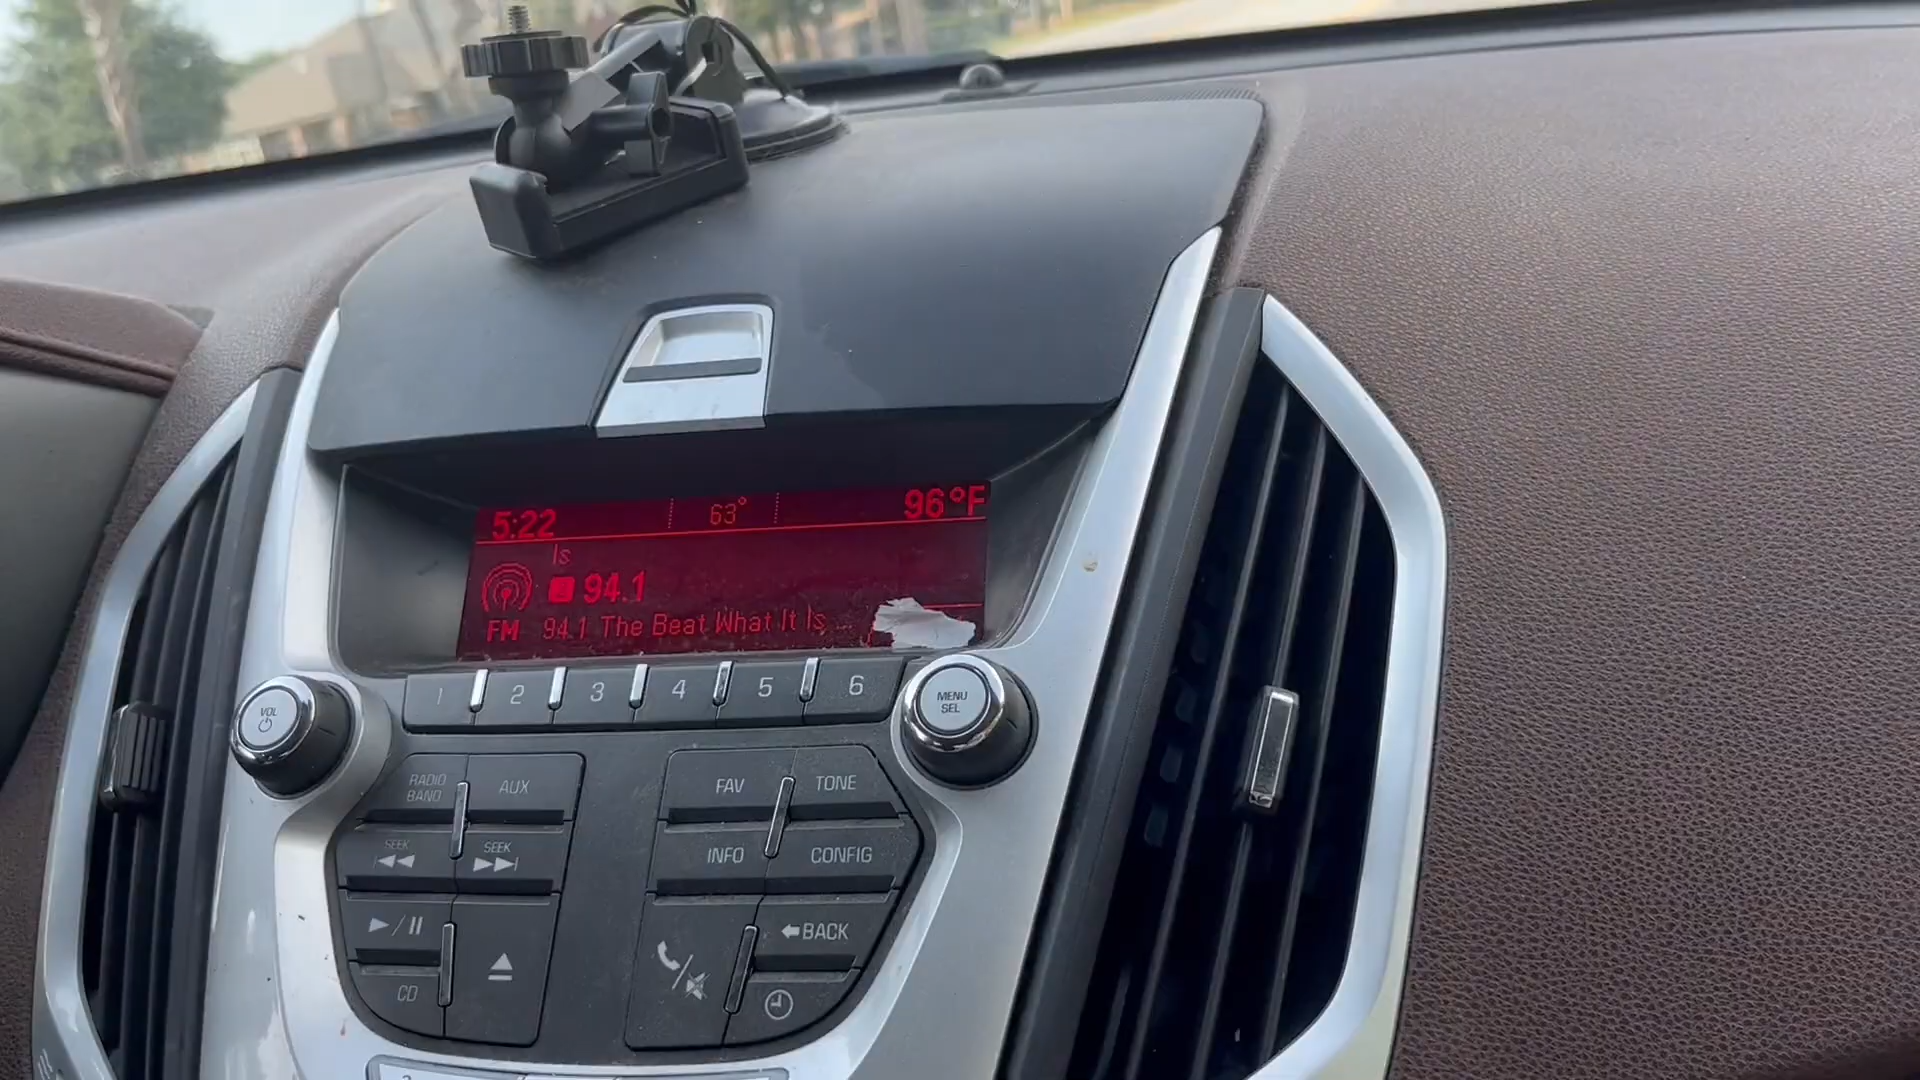 5:22 63° 96°F
Is
94.1
FM 94.1 The Beat What It Is ...
1 2 3 4 5 6
VOL
MENU
SEL
RADIO
BAND
AUX
FAV
TONE
SEEK
SEEK
INFO
CONFIG
BACK
CD